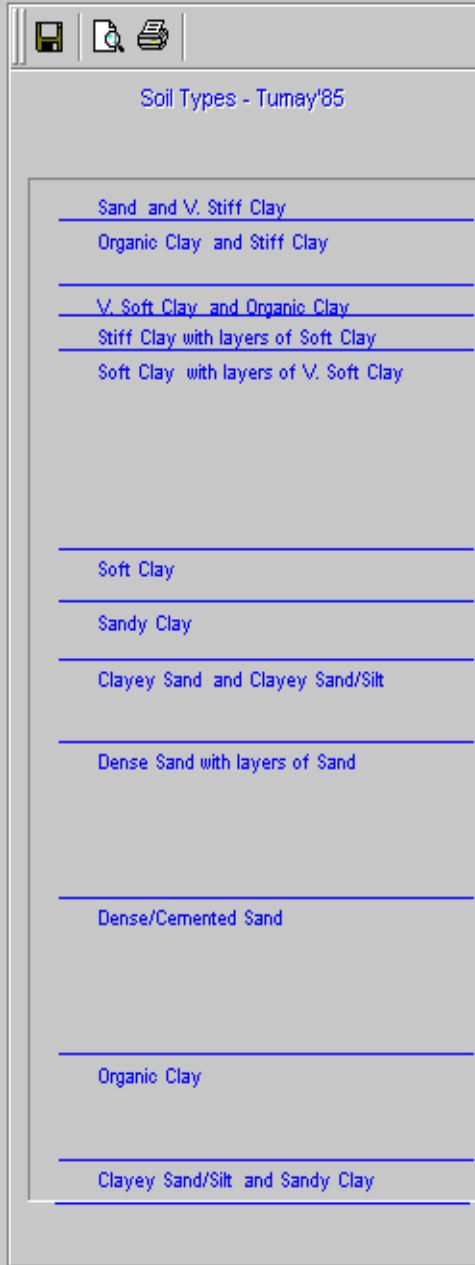 Soil Types - Tumay'85
Sand and V. Stiff Clay
Organic Clay and Stiff Clay
V. Soft Clay and Organic Clay
Stiff Clay with layers of Soft Clay
Soft Clay with layers of V. Soft Clay
Soft Clay
Sandy Clay
Clayey Sand and Clayey Sand/Silt
Dense Sand with layers of Sand
Dense/Cemented Sand
Organic Clay
Clayey Sand/Silt and Sandy Clay